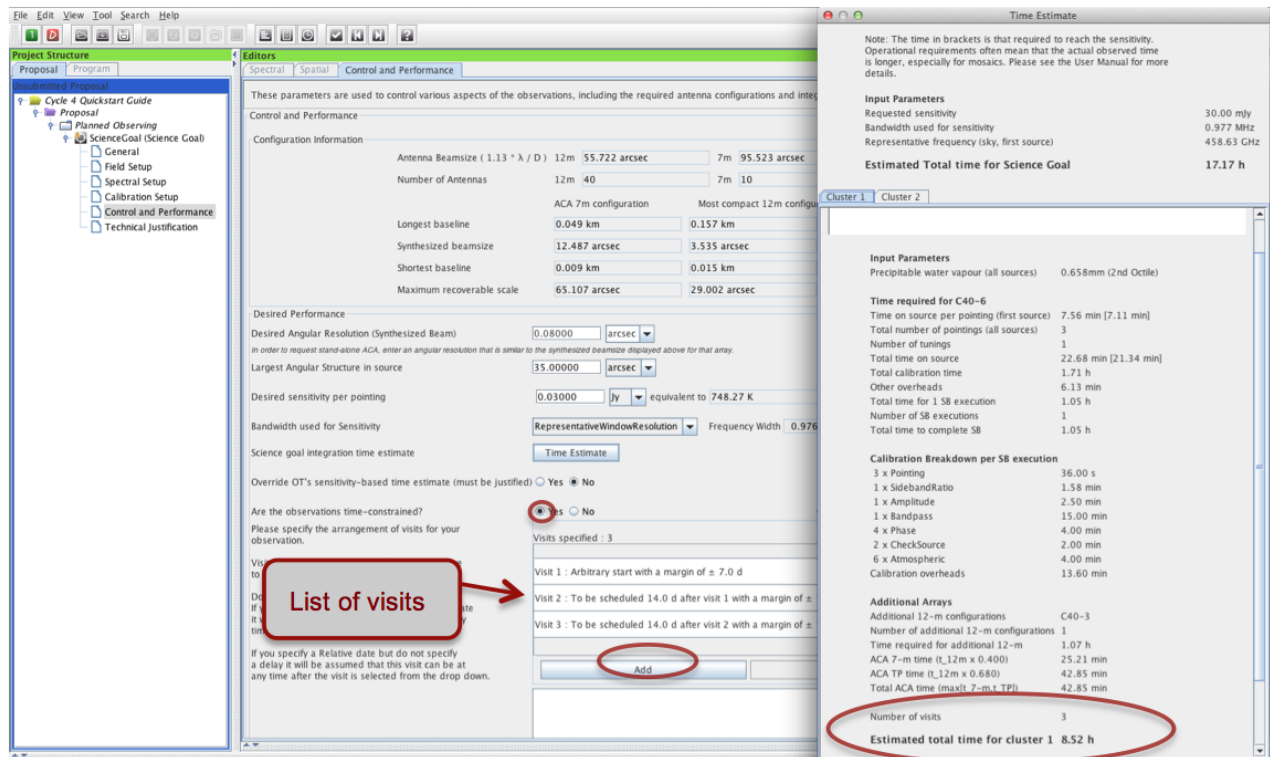 File Edit View Tool Search Help
Project Structure
Proposal Program
Unsubmitted Proposal
Cycle 4 Quickstart Guide
Proposal
Planned Observing
ScienceGoal (Science Goal)
General
Field Setup
Spectral Setup
Calibration Setup
Control and Performance
Technical Justification
Editors
Spectral Spatial Control and Performance
These parameters are used to control various aspects of the observations, including the required antenna configurations and integ
Control and Performance
Configuration Information
Antenna Beamsize ( 1.13 * λ / D ) 12m 55.722 arcsec 7m 95.523 arcsec
Number of Antennas 12m 40 7m 10
ACA 7m configuration Most compact 12m configu
Longest baseline 0.049 km 0.157 km
Synthesized beamsize 12.487 arcsec 3.535 arcsec
Shortest baseline 0.009 km 0.015 km
Maximum recoverable scale 65.107 arcsec 29.002 arcsec
Desired Performance
Desired Angular Resolution (Synthesized Beam) 0.08000 arcsec
In order to request stand-alone ACA, enter an angular resolution that is similar to the synthesized beamsize displayed above for that array.
Largest Angular Structure in source 35.00000 arcsec
Desired sensitivity per pointing 0.03000 Jy equivalent to 748.27 K
Bandwidth used for Sensitivity RepresentativeWindowResolution Frequency Width 0.976
Science goal integration time estimate Time Estimate
Override OT's sensitivity-based time estimate (must be justified) Yes No
Are the observations time-constrained? Yes No
Please specify the arrangement of visits for your
observation.
Visits specified : 3
Visit 1 : Arbitrary start with a margin of ± 7.0 d
Visit 2 : To be scheduled 14.0 d after visit 1 with a margin of ±
Visit 3 : To be scheduled 14.0 d after visit 2 with a margin of ±
List of visits
If you specify a Relative date but do not specify
a delay it will be assumed that this visit can be at
any time after the visit is selected from the drop down.
Add
Time Estimate
Note: The time in brackets is that required to reach the sensitivity.
Operational requirements often mean that the actual observed time
is longer, especially for mosaics. Please see the User Manual for more
details.
Input Parameters
Requested sensitivity 30.00 mJy
Bandwidth used for sensitivity 0.977 MHz
Representative frequency (sky, first source) 458.63 GHz
Estimated Total time for Science Goal 17.17 h
Cluster 1 Cluster 2
Input Parameters
Precipitable water vapour (all sources) 0.658mm (2nd Octile)
Time required for C40-6
Time on source per pointing (first source) 7.56 min [7.11 min]
Total number of pointings (all sources) 3
Number of tunings 1
Total time on source 22.68 min [21.34 min]
Total calibration time 1.71 h
Other overheads 6.13 min
Total time for 1 SB execution 1.05 h
Number of SB executions 1
Total time to complete SB 1.05 h
Calibration Breakdown per SB execution
3 x Pointing 36.00 s
1 x SidebandRatio 1.58 min
1 x Amplitude 2.50 min
1 x Bandpass 15.00 min
4 x Phase 4.00 min
2 x CheckSource 2.00 min
6 x Atmospheric 4.00 min
Calibration overheads 13.60 min
Additional Arrays
Additional 12-m configurations C40-3
Number of additional 12-m configurations 1
Time required for additional 12-m 1.07 h
ACA 7-m time (t_12m x 0.400) 25.21 min
ACA TP time (t_12m x 0.680) 42.85 min
Total ACA time (max[t_7-m,t_TP]) 42.85 min
Number of visits 3
Estimated total time for cluster 1 8.52 h